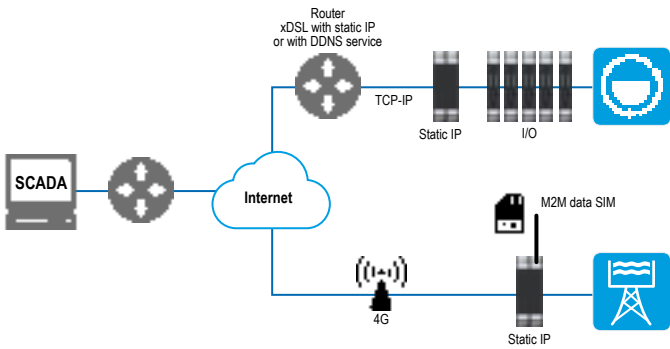 Router
xDSL with static IP
or with DDNS service
TCP-IP
Static IP
I/O
SCADA
Internet
M2M data SIM
4G
Static IP